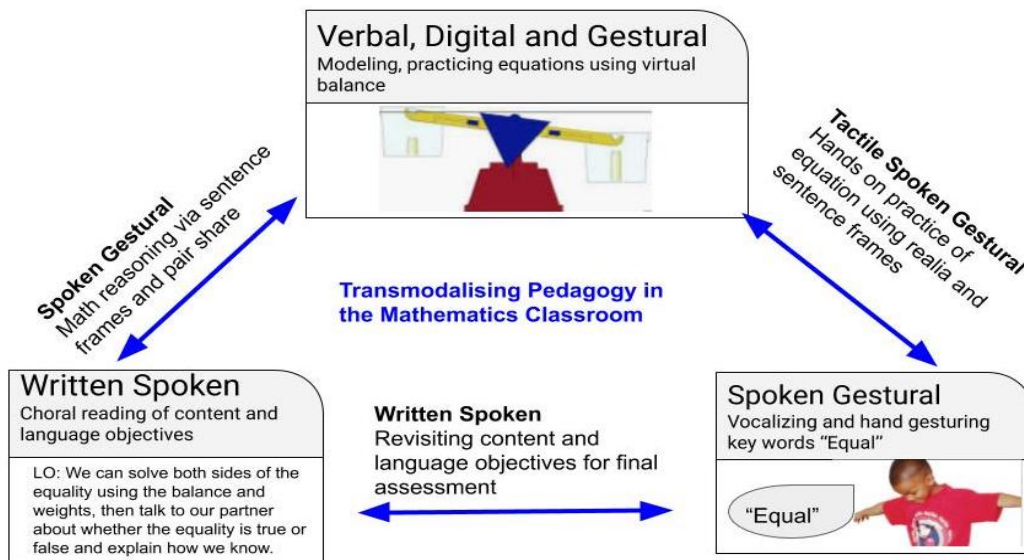 Verbal, Digital and Gestural
Modeling, practicing equations using virtual
balance
Spoken Gestural
Math reasoning via sentence
frames and pair share
Tactile Spoken Gestural
Hands on practice of
equation using realia and
sentence frames
Transmodalising Pedagogy in
the Mathematics Classroom
Written Spoken
Choral reading of content and
language objectives
LO: We can solve both sides of the
equality using the balance and
weights, then talk to our partner
about whether the equality is true or
false and explain how we know.
Written Spoken
Revisiting content and
language objectives for final
assessment
Spoken Gestural
Vocalizing and hand gesturing
key words “Equal”
“Equal”